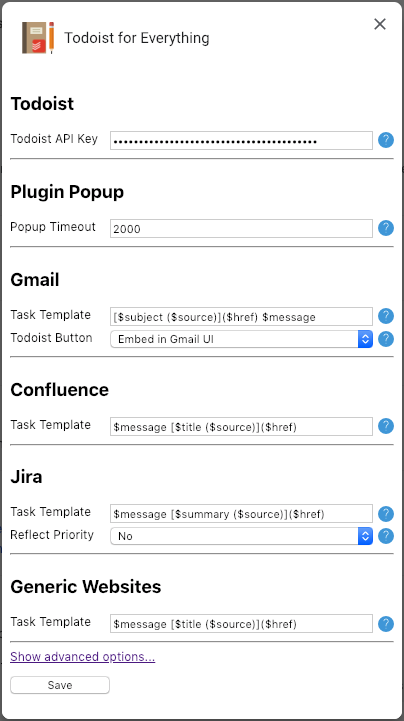 Todoist for Everything
Todoist
Todoist API Key ••••••••••••••••••••••••••••••••••••••••
Plugin Popup
Popup Timeout 2000
Gmail
Task Template [$subject ($source)]($href) $message
Todoist Button Embed in Gmail UI
Confluence
Task Template $message [$title ($source)]($href)
Jira
Task Template $message [$summary ($source)]($href)
Reflect Priority No
Generic Websites
Task Template $message [$title ($source)]($href)
Show advanced options...
Save